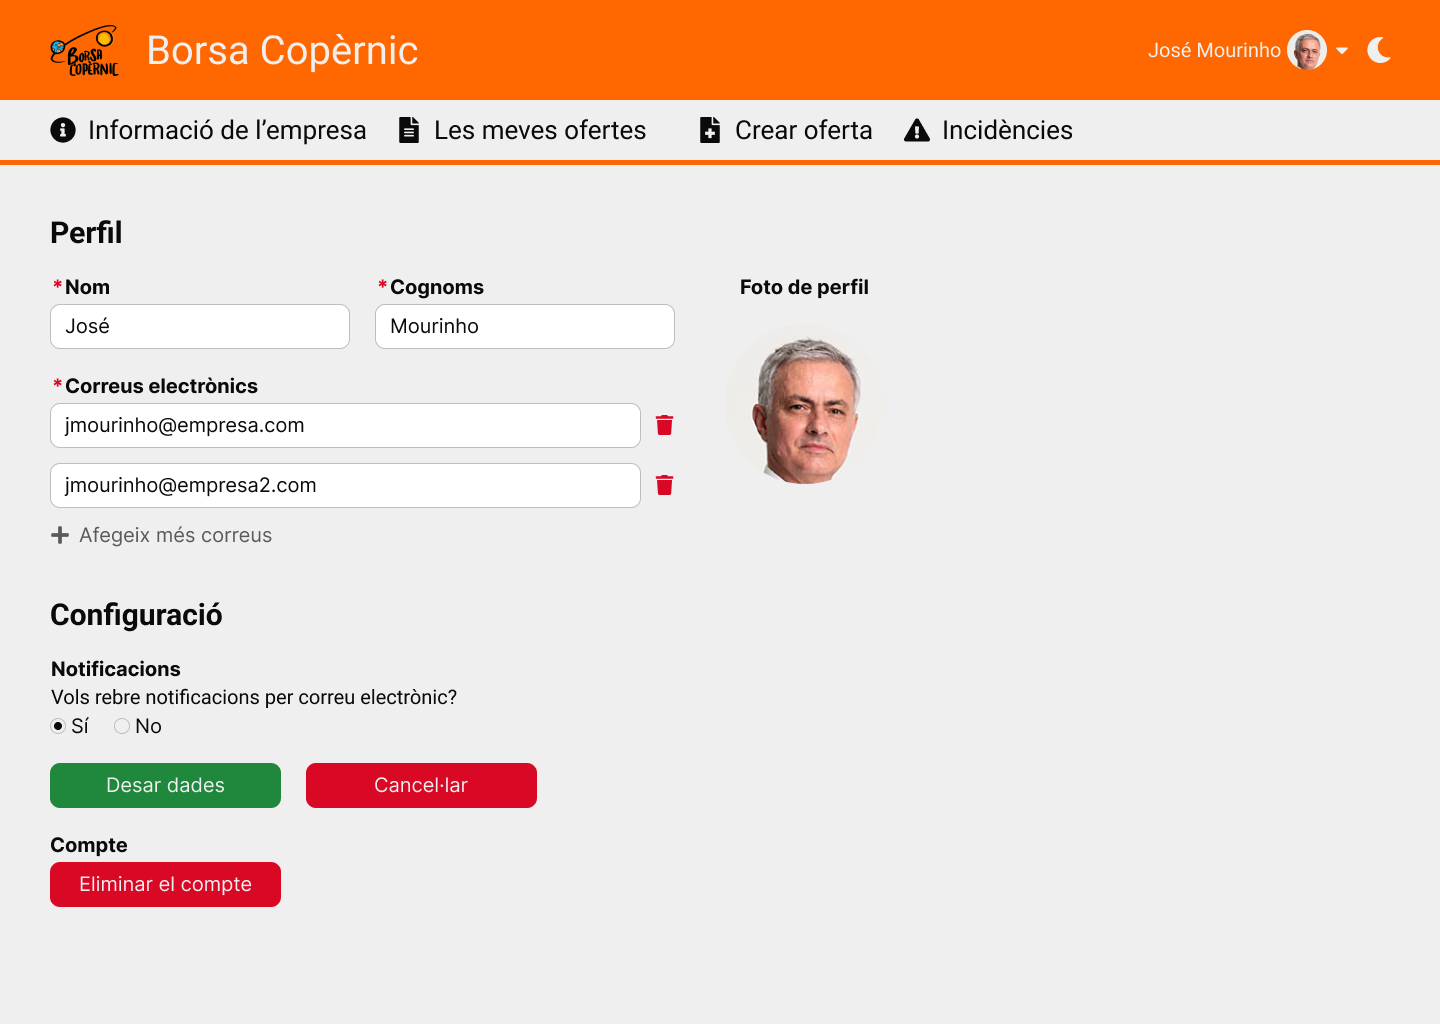 BORSA
COPÈRNIC
Borsa Copèrnic
José Mourinho
Informació de l’empresa
Les meves ofertes
Crear oferta
Incidències
Perfil
*Nom
*Cognoms
Foto de perfil
José
Mourinho
*Correus electrònics
jmourinho@empresa.com
jmourinho@empresa2.com
Afegeix més correus
Configuració
Notificacions
Vols rebre notificacions per correu electrònic?
Sí
No
Desar dades
Cancel·lar
Compte
Eliminar el compte